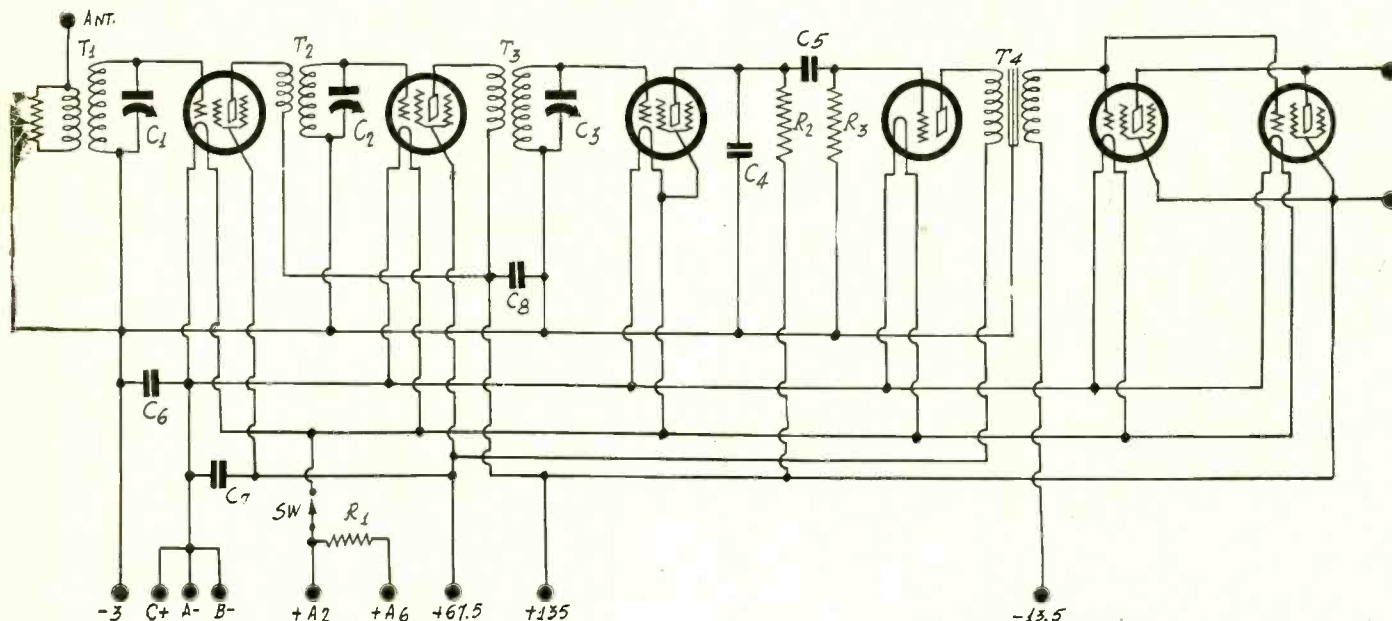 ANT.
T1
C1
T2
C2
T3
C3
C4
R2
C5
R3
T4
C8
C6
C7
SW
R1
-3
C+
A-
B-
+A2
+A6
+67.5
+135
-13.5